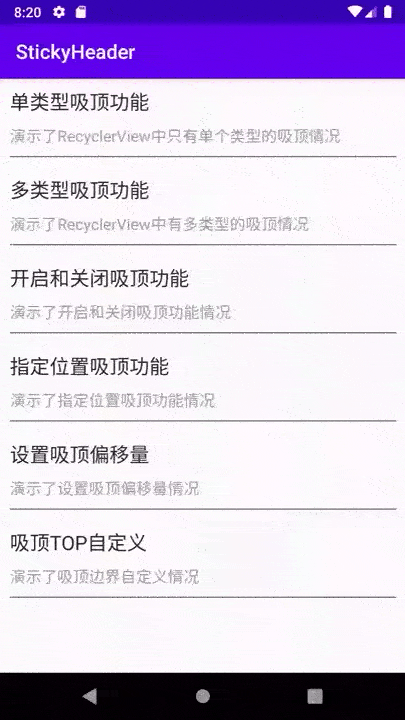 8:20
StickyHeader
单类型吸顶功能
演示了RecyclerView中只有单个类型的吸顶情况
多类型吸顶功能
演示了RecyclerView中有多类型的吸顶情况
开启和关闭吸顶功能
演示了开启和关闭吸顶功能情况
指定位置吸顶功能
演示了指定位置吸顶功能情况
设置吸顶偏移量
演示了设置吸顶偏移量情况
吸顶TOP自定义
演示了吸顶边界自定义情况